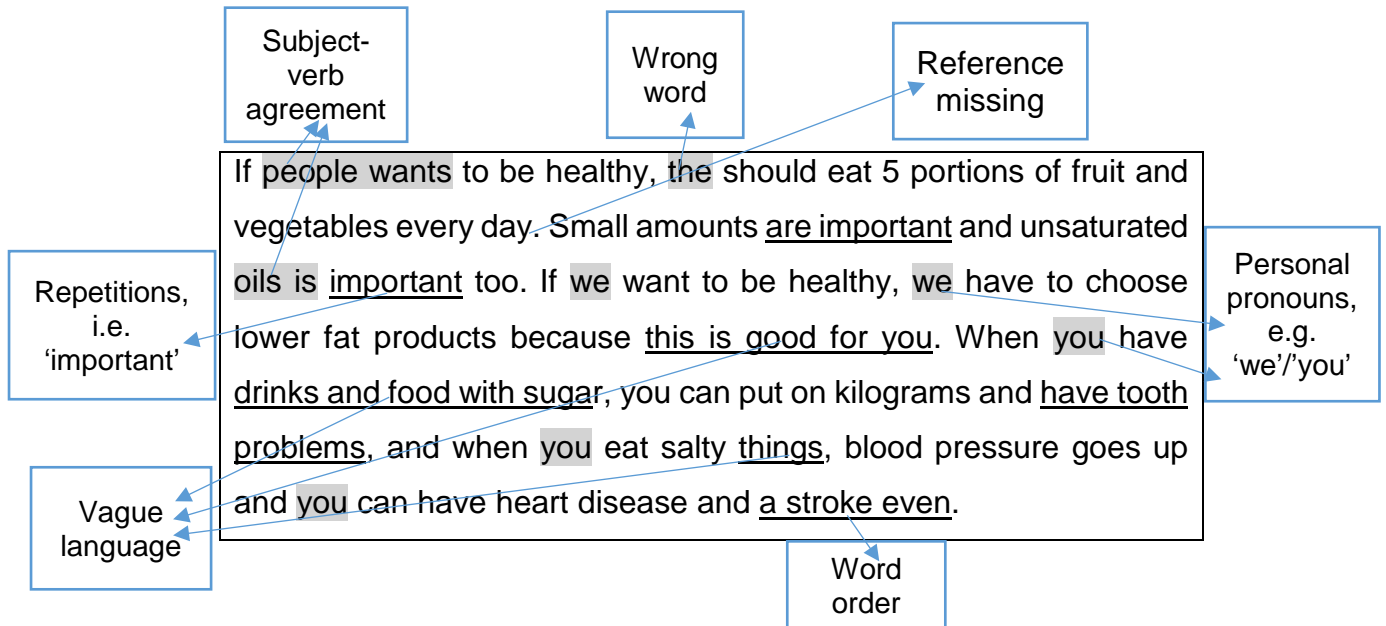 Subject-
verb
agreement
Wrong
word
Reference
missing
If people wants to be healthy, the should eat 5 portions of fruit and
vegetables every day. Small amounts are important and unsaturated
oils is important too. If we want to be healthy, we have to choose
lower fat products because this is good for you. When you have
drinks and food with sugar, you can put on kilograms and have tooth
problems, and when you eat salty things, blood pressure goes up
and you can have heart disease and a stroke even.
Repetitions,
i.e.
‘important’
Personal
pronouns,
e.g.
‘we’/’you’
Vague
language
Word
order